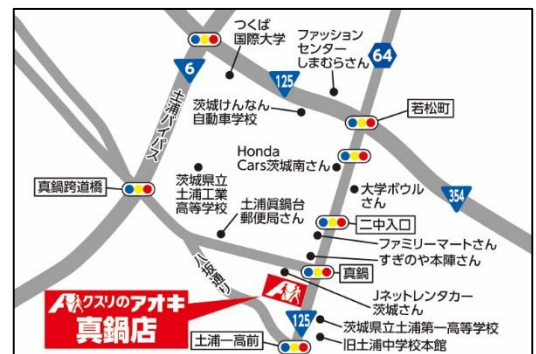 つくば
国際大学
ファッション
センター
しまむらさん
64
6
125
土浦バイパス
茨城けんなん
自動車学校
若松町
Honda
Cars茨城南さん
真鍋跨道橋
茨城県立
土浦工業
高等学校
大学ボウル
さん
354
土浦眞鍋台
郵便局さん
二中入口
ファミリーマートさん
すぎのや本陣さん
八坂通り
真鍋
Jネットレンタカー
茨城さん
クスリのアオキ
真鍋店
125
茨城県立土浦第一高等学校
土浦一高前
旧土浦中学校本館